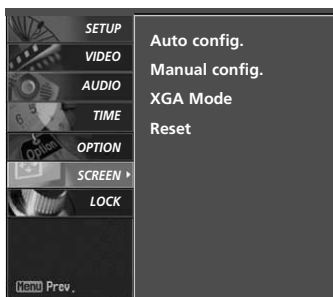 SETUP
VIDEO
AUDIO
TIME
OPTION
SCREEN
LOCK
Menu Prev.
Auto config.
Manual config.
XGA Mode
Reset